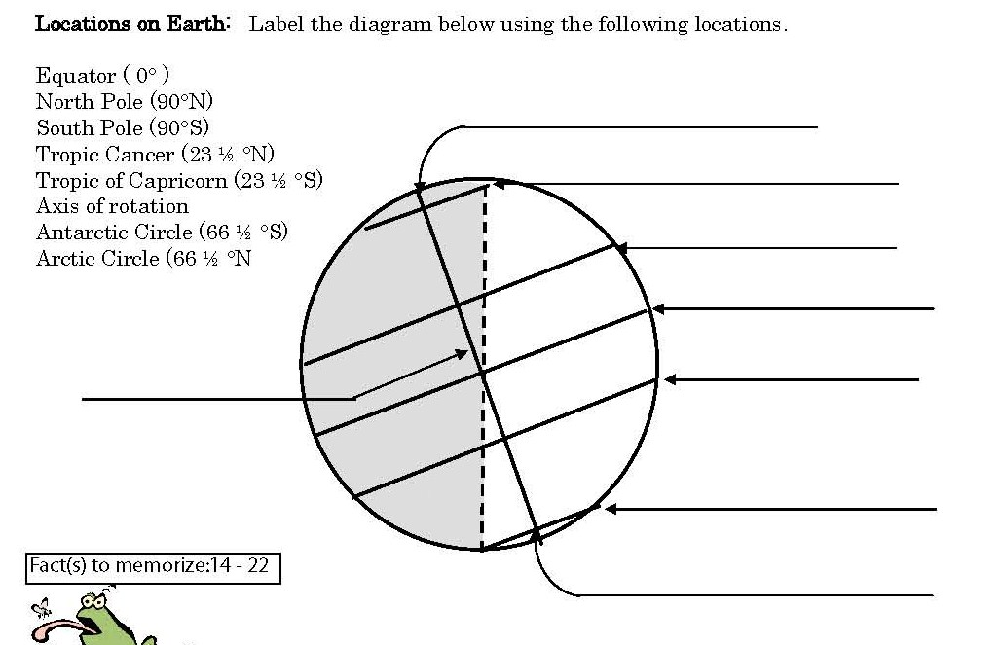 Locations on Earth: Label the diagram below using the following locations.
Equator ( 0° )
North Pole (90°N)
South Pole (90°S)
Tropic Cancer (23 ½ °N)
Tropic of Capricorn (23 ½ °S)
Axis of rotation
Antarctic Circle (66 ½ °S)
Arctic Circle (66 ½ °N
Fact(s) to memorize:14 - 22